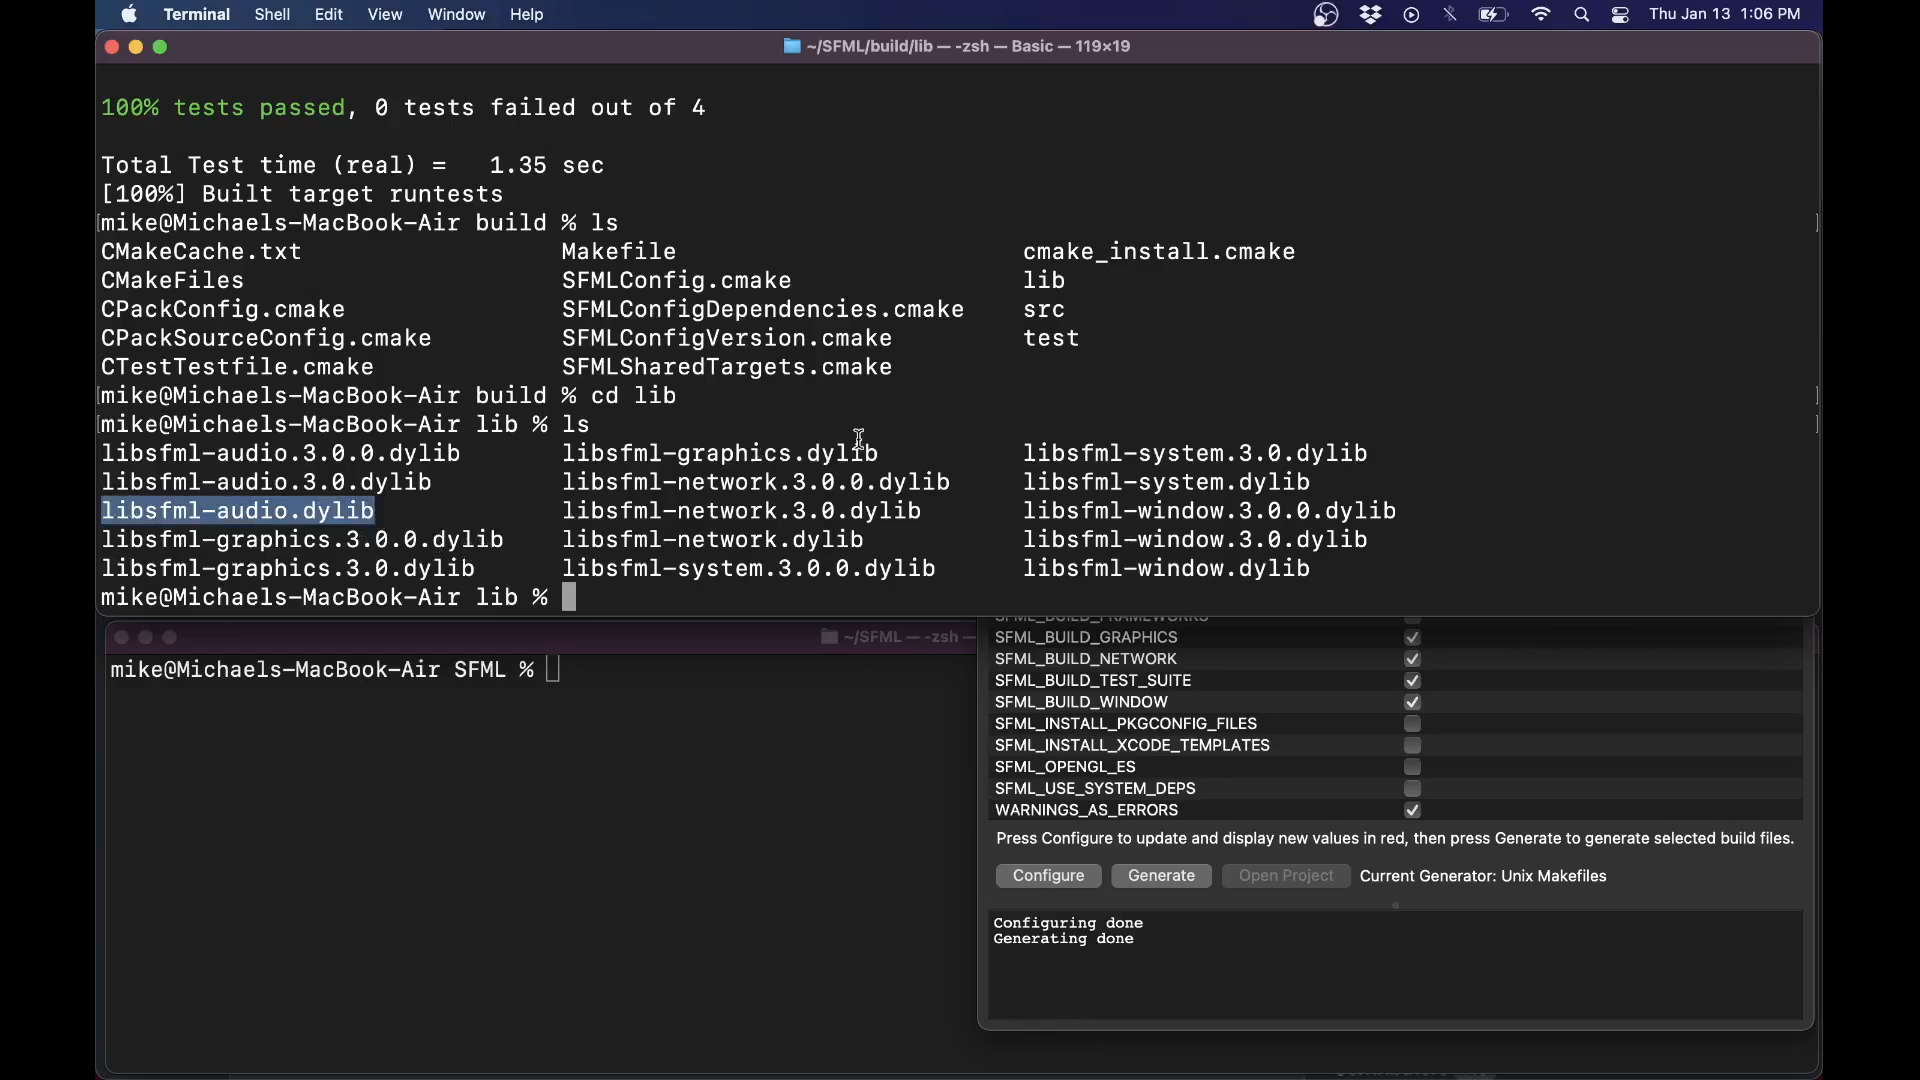 Terminal Shell Edit View Window Help Thu Jan 13 1:06 PM
~/SFML/build/lib — -zsh — Basic — 119×19
100% tests passed, 0 tests failed out of 4
Total Test time (real) =   1.35 sec
[100%] Built target runtests
[mike@Michaels-MacBook-Air build % ls ]
CMakeCache.txt Makefile cmake_install.cmake
CMakeFiles SFMLConfig.cmake lib
CPackConfig.cmake SFMLConfigDependencies.cmake src
CPackSourceConfig.cmake SFMLConfigVersion.cmake test
CTestTestfile.cmake SFMLSharedTargets.cmake
[mike@Michaels-MacBook-Air build % cd lib ]
[mike@Michaels-MacBook-Air lib % ls ]
libsfml-audio.3.0.0.dylib libsfml-graphics.dylib libsfml-system.3.0.dylib
libsfml-audio.3.0.dylib libsfml-network.3.0.0.dylib libsfml-system.dylib
libsfml-audio.dylib libsfml-network.3.0.dylib libsfml-window.3.0.0.dylib
libsfml-graphics.3.0.0.dylib libsfml-network.dylib libsfml-window.3.0.dylib
libsfml-graphics.3.0.dylib libsfml-system.3.0.0.dylib libsfml-window.dylib
mike@Michaels-MacBook-Air lib %
~/SFML — -zsh —
mike@Michaels-MacBook-Air SFML %
SFML_BUILD_FRAMEWORKS
SFML_BUILD_GRAPHICS
SFML_BUILD_NETWORK
SFML_BUILD_TEST_SUITE
SFML_BUILD_WINDOW
SFML_INSTALL_PKGCONFIG_FILES
SFML_INSTALL_XCODE_TEMPLATES
SFML_OPENGL_ES
SFML_USE_SYSTEM_DEPS
WARNINGS_AS_ERRORS
Press Configure to update and display new values in red, then press Generate to generate selected build files.
Configure Generate Open Project Current Generator: Unix Makefiles
Configuring done
Generating done